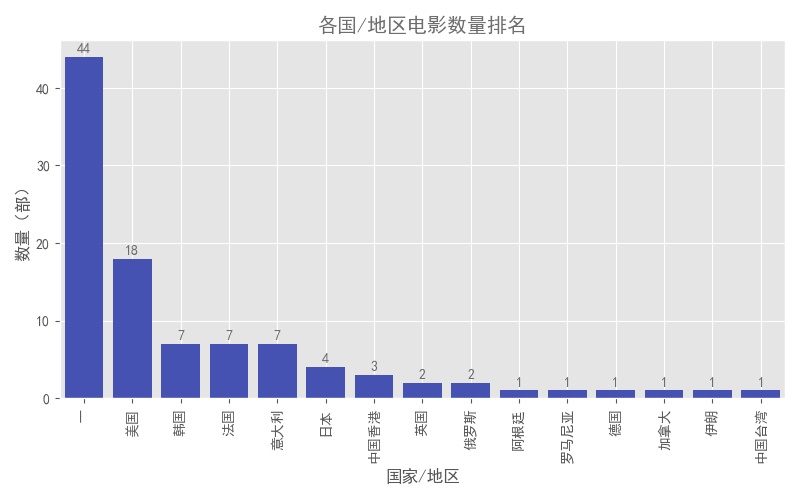 各国/地区电影数量排名
数量（部）
40
30
20
10
0
44
18
7
7
7
4
3
2
2
1
1
1
1
1
1
一
美国
韩国
法国
意大利
日本
中国香港
英国
俄罗斯
阿根廷
罗马尼亚
德国
加拿大
伊朗
中国台湾
国家/地区